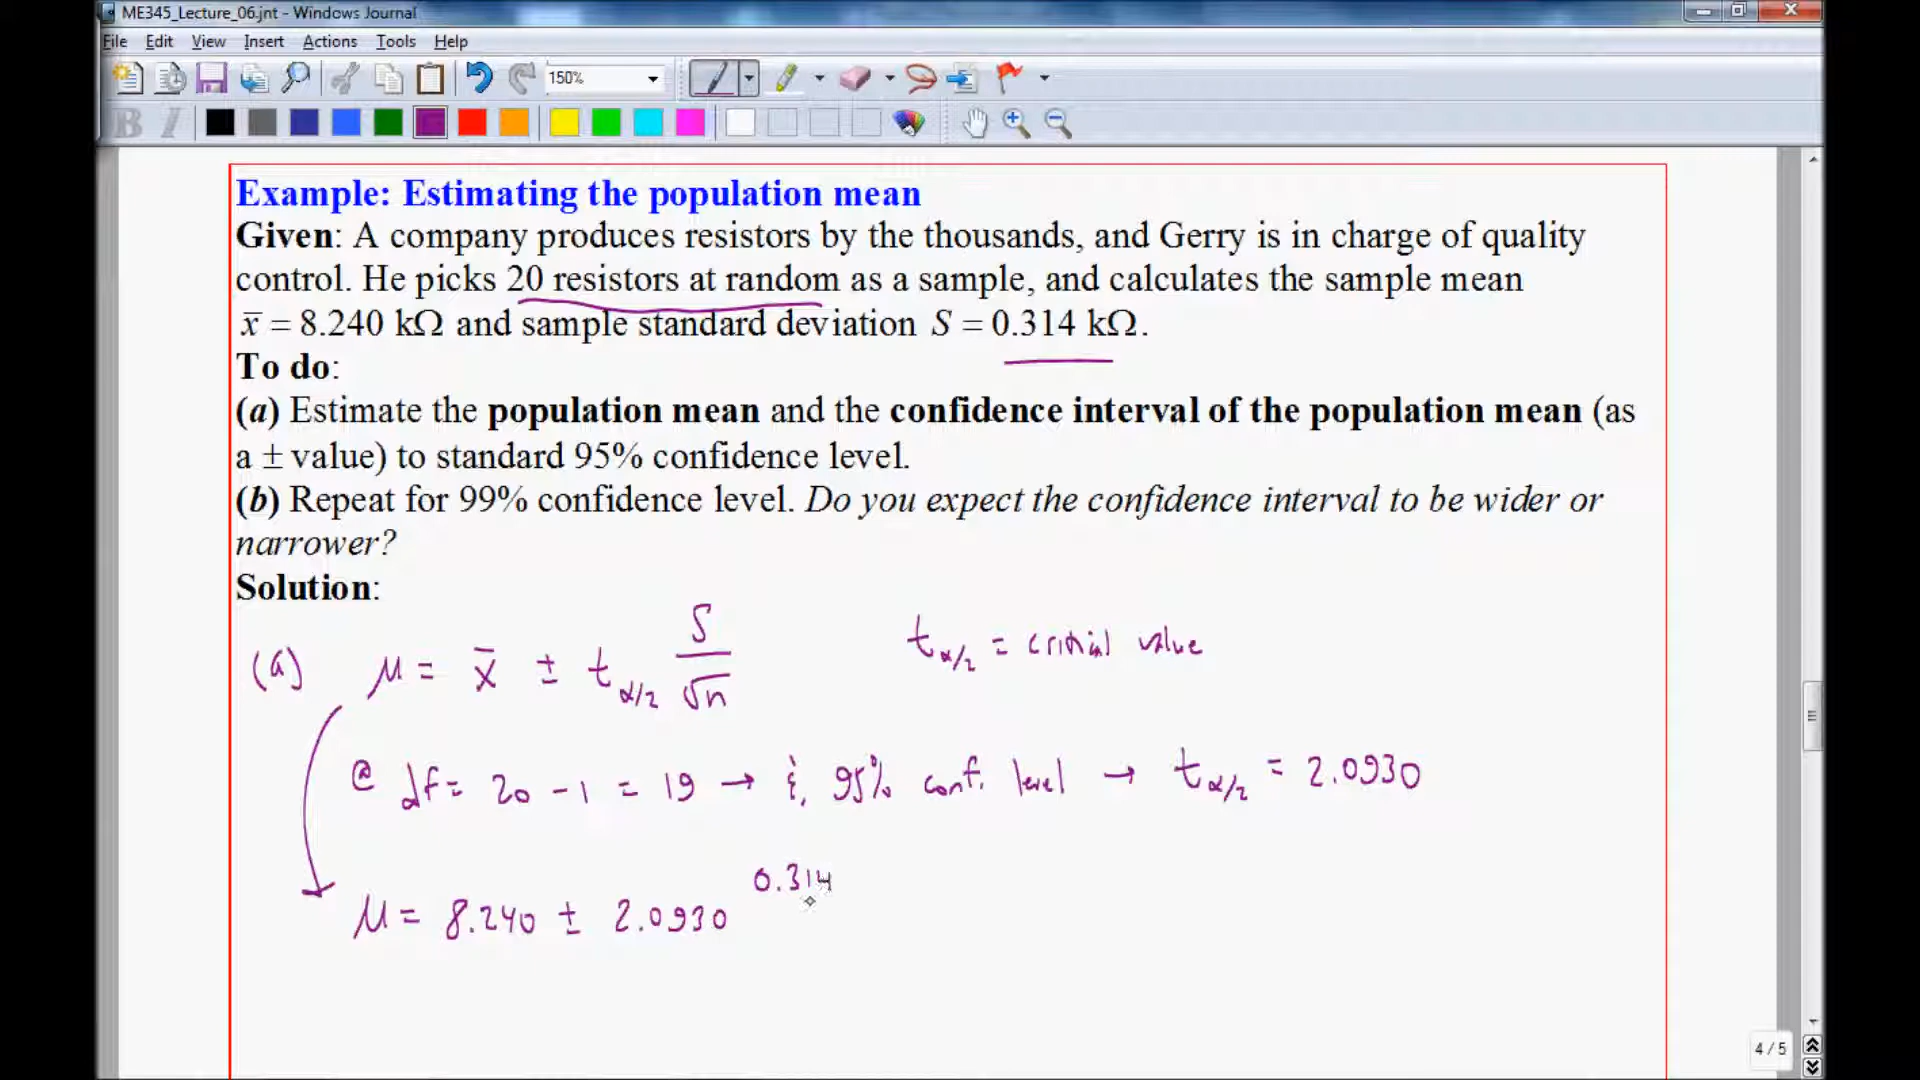 ME345_Lecture_06.jnt - Windows Journal
File Edit View Insert Actions Tools Help
150%
B I
Example: Estimating the population mean
Given: A company produces resistors by the thousands, and Gerry is in charge of quality
control. He picks 20 resistors at random as a sample, and calculates the sample mean
x̄ = 8.240 kΩ and sample standard deviation S = 0.314 kΩ.
To do:
(a) Estimate the population mean and the confidence interval of the population mean (as
a ± value) to standard 95% confidence level.
(b) Repeat for 99% confidence level. Do you expect the confidence interval to be wider or
narrower?
Solution:
(a) μ = x̄ ± t_α/2 S/√n t_α/2 = critical value
@ df = 20 - 1 = 19 → &, 95% conf. level → t_α/2 = 2.0930
μ = 8.240 ± 2.0930 0.314
4 / 5